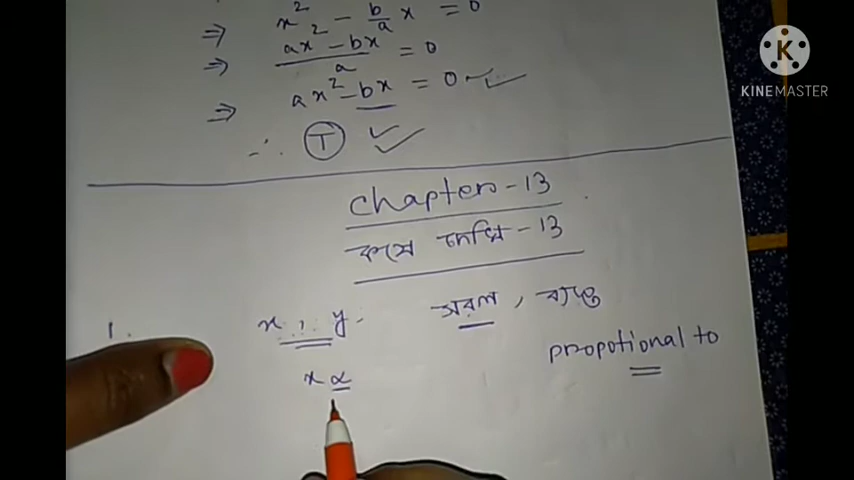 ⇒ x² - b/a x = 0
⇒ ax² - bx / a = 0
⇒ ax² - bx = 0
∴ T
Chapter - 13
কষে দেখি - 13
1. x, y. সরল, ব্যস্ত
propotional to
x ∝
K
KINEMASTER